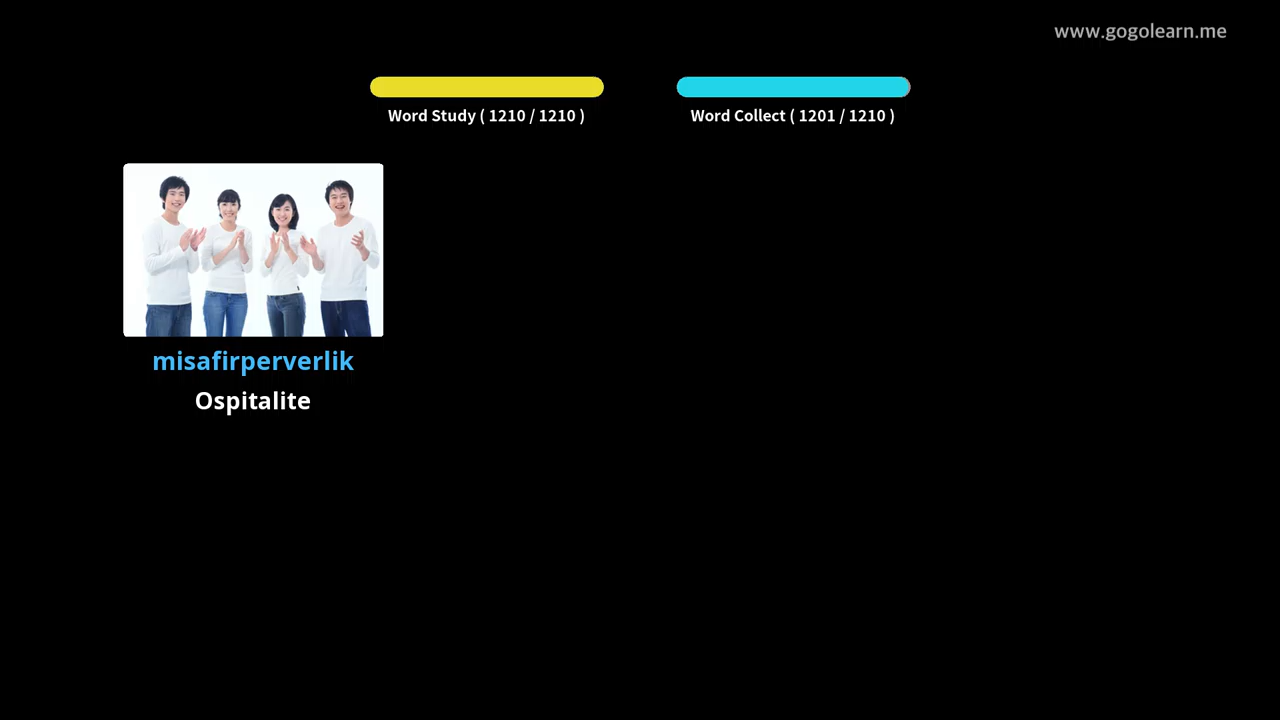 www.gogolearn.me
Word Study ( 1210 / 1210 )
Word Collect ( 1201 / 1210 )
misafirperverlik
Ospitalite